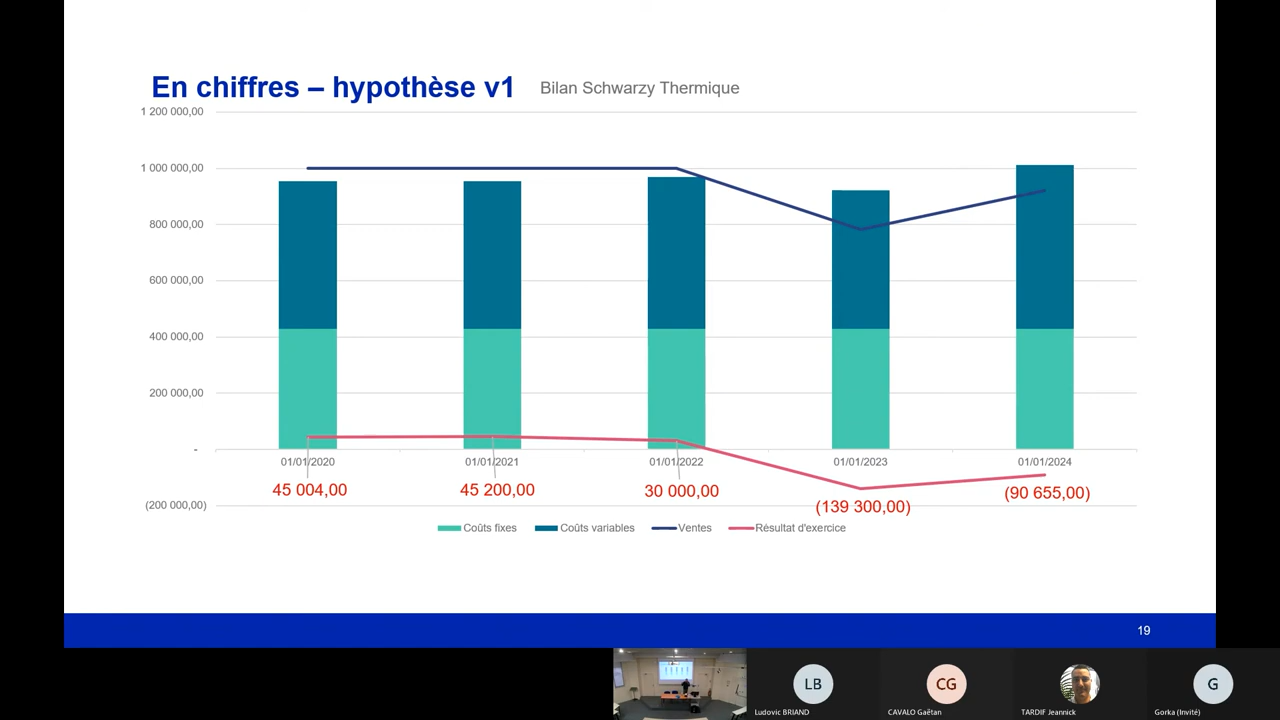 En chiffres – hypothèse v1
Bilan Schwarzy Thermique
1 200 000,00
1 000 000,00
800 000,00
600 000,00
400 000,00
200 000,00
-
(200 000,00)
01/01/2020
01/01/2021
01/01/2022
01/01/2023
01/01/2024
45 004,00
45 200,00
30 000,00
(139 300,00)
(90 655,00)
Coûts fixes
Coûts variables
Ventes
Résultat d'exercice
19
LB
CG
G
Ludovic BRIAND
CAVALO Gaëtan
TARDIF Jeannick
Gorka (Invité)